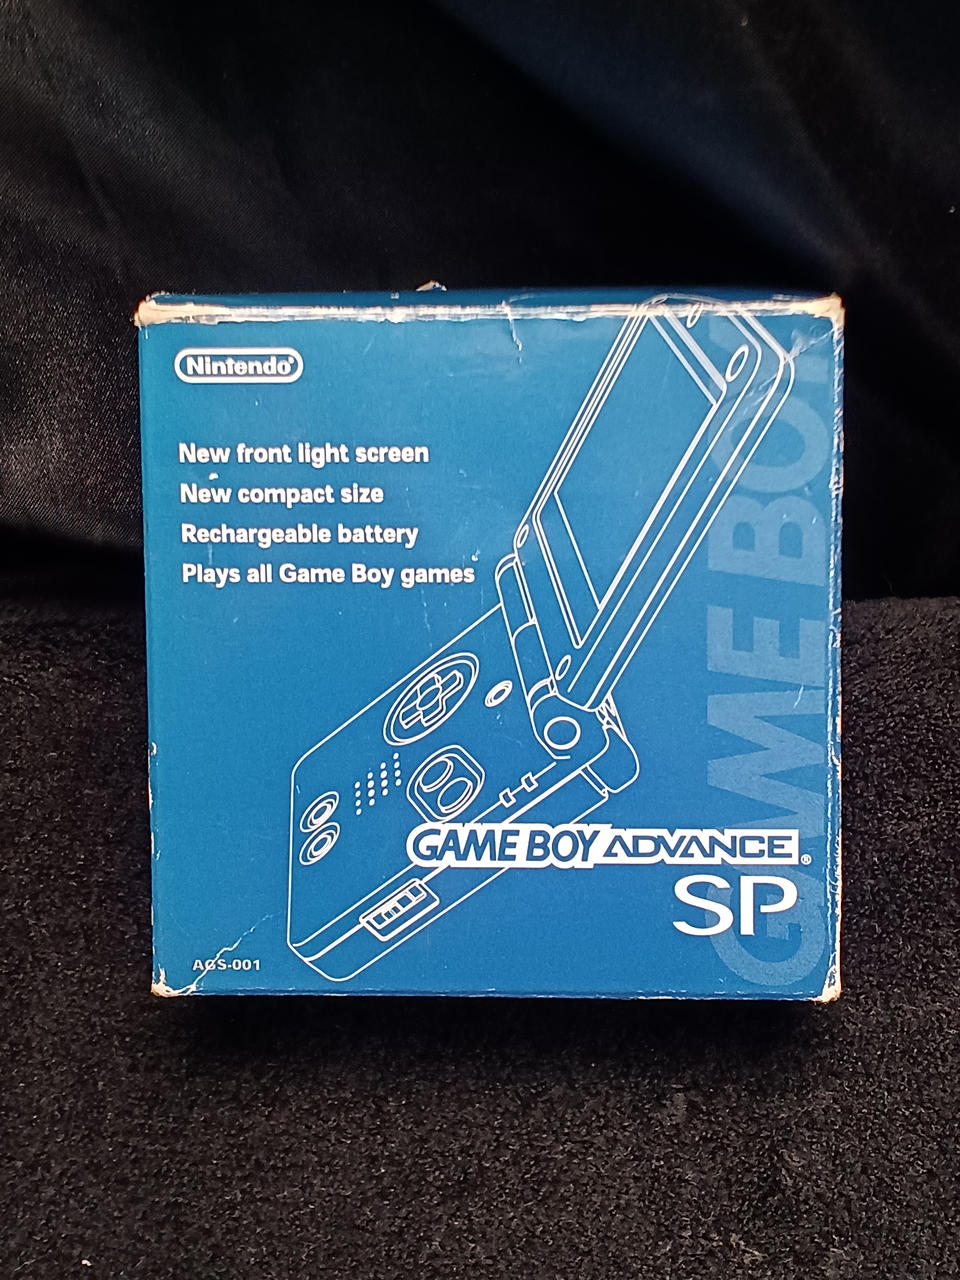 Nintendo®
New front light screen
New compact size
Rechargeable battery
Plays all Game Boy games
GAME BOY
GAME BOY ADVANCE®
SP
AGS-001